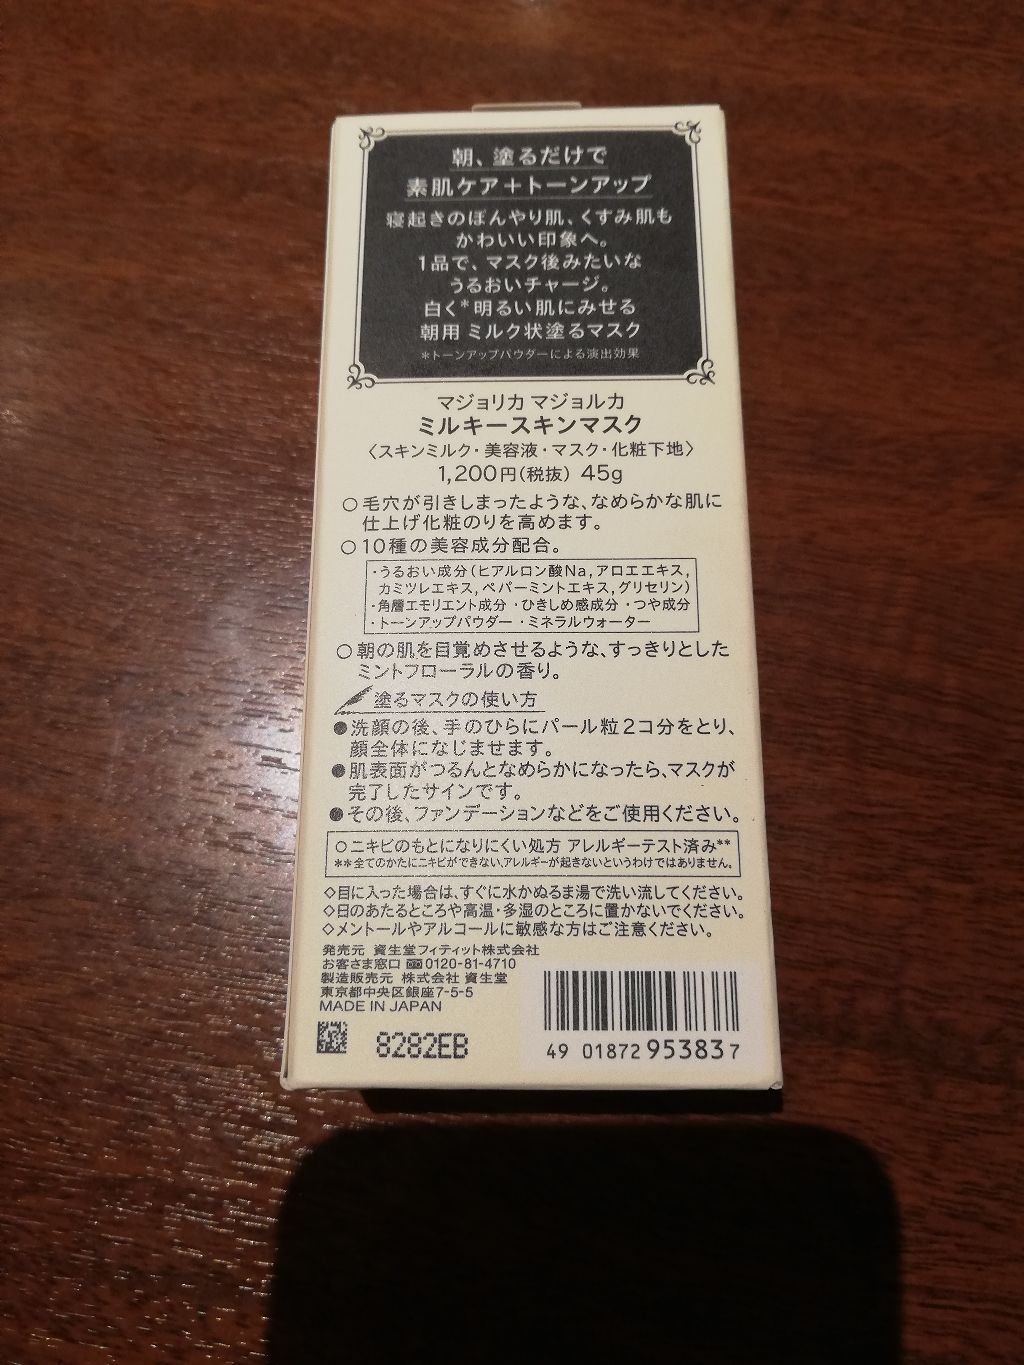 朝、塗るだけで
素肌ケア＋トーンアップ
寝起きのぼんやり肌、くすみ肌も
かわいい印象へ。
1品で、マスク後みたいな
うるおいチャージ。
白く＊明るい肌にみせる
朝用 ミルク状塗るマスク
＊トーンアップパウダーによる演出効果
マジョリカ マジョルカ
ミルキースキンマスク
〈スキンミルク・美容液・マスク・化粧下地〉
1,200円(税抜) 45g
○毛穴が引きしまったような、なめらかな肌に
仕上げ化粧のりを高めます。
○10種の美容成分配合。
・うるおい成分(ヒアルロン酸Na,アロエエキス,
カミツレエキス,ペパーミントエキス,グリセリン)
・角層エモリエント成分・ひきしめ感成分・つや成分
・トーンアップパウダー・ミネラルウォーター
○朝の肌を目覚めさせるような、すっきりとした
ミントフローラルの香り。
塗るマスクの使い方
●洗顔の後、手のひらにパール粒2コ分をとり、
顔全体になじませます。
●肌表面がつるんとなめらかになったら、マスクが
完了したサインです。
●その後、ファンデーションなどをご使用ください。
○ニキビのもとになりにくい処方 アレルギーテスト済み＊＊
＊＊全てのかたにニキビができない,アレルギーが起きないというわけではありません。
◇目に入った場合は、すぐに水かぬるま湯で洗い流してください。
◇日のあたるところや高温・多湿のところに置かないでください。
◇メントールやアルコールに敏感な方はご注意ください。
発売元 資生堂フィティット株式会社
お客さま窓口 0120-81-4710
製造販売元 株式会社 資生堂
東京都中央区銀座7-5-5
MADE IN JAPAN
8282EB
49 01872 953837